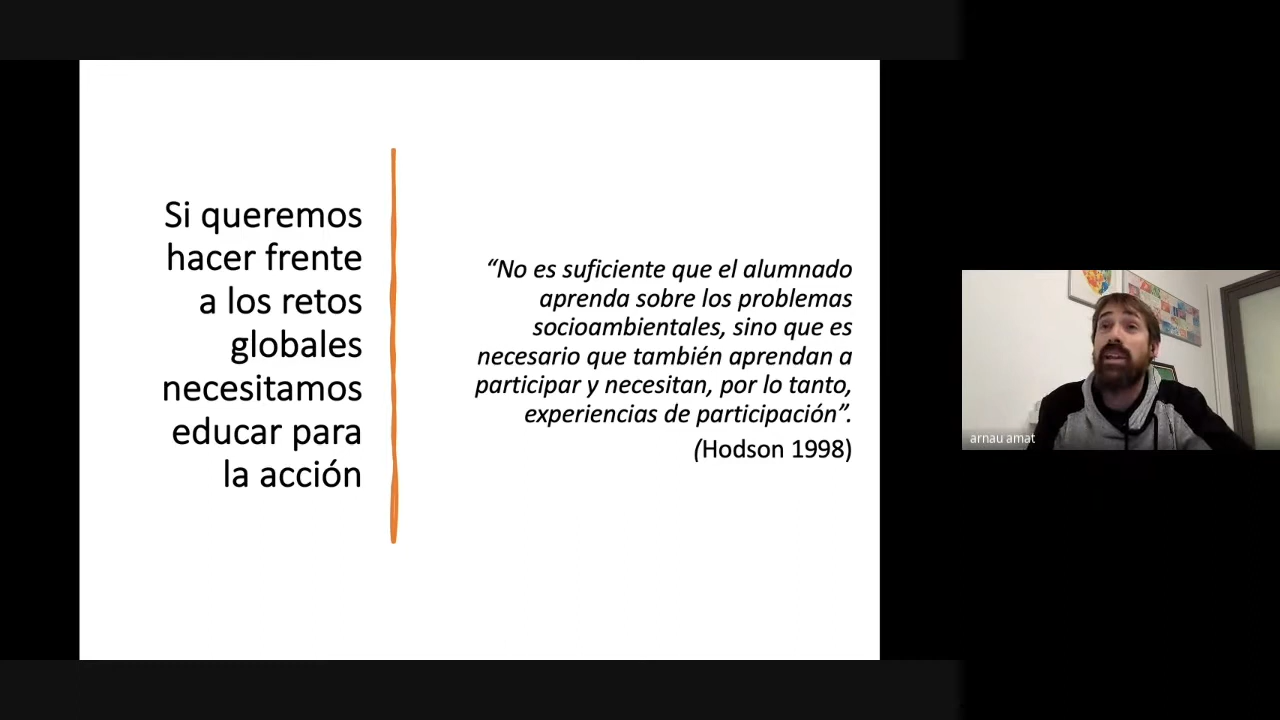 Si queremos
hacer frente
a los retos
globales
necesitamos
educar para
la acción
“No es suficiente que el alumnado
aprenda sobre los problemas
socioambientales, sino que es
necesario que también aprendan a
participar y necesitan, por lo tanto,
experiencias de participación”.
(Hodson 1998)
arnau amat